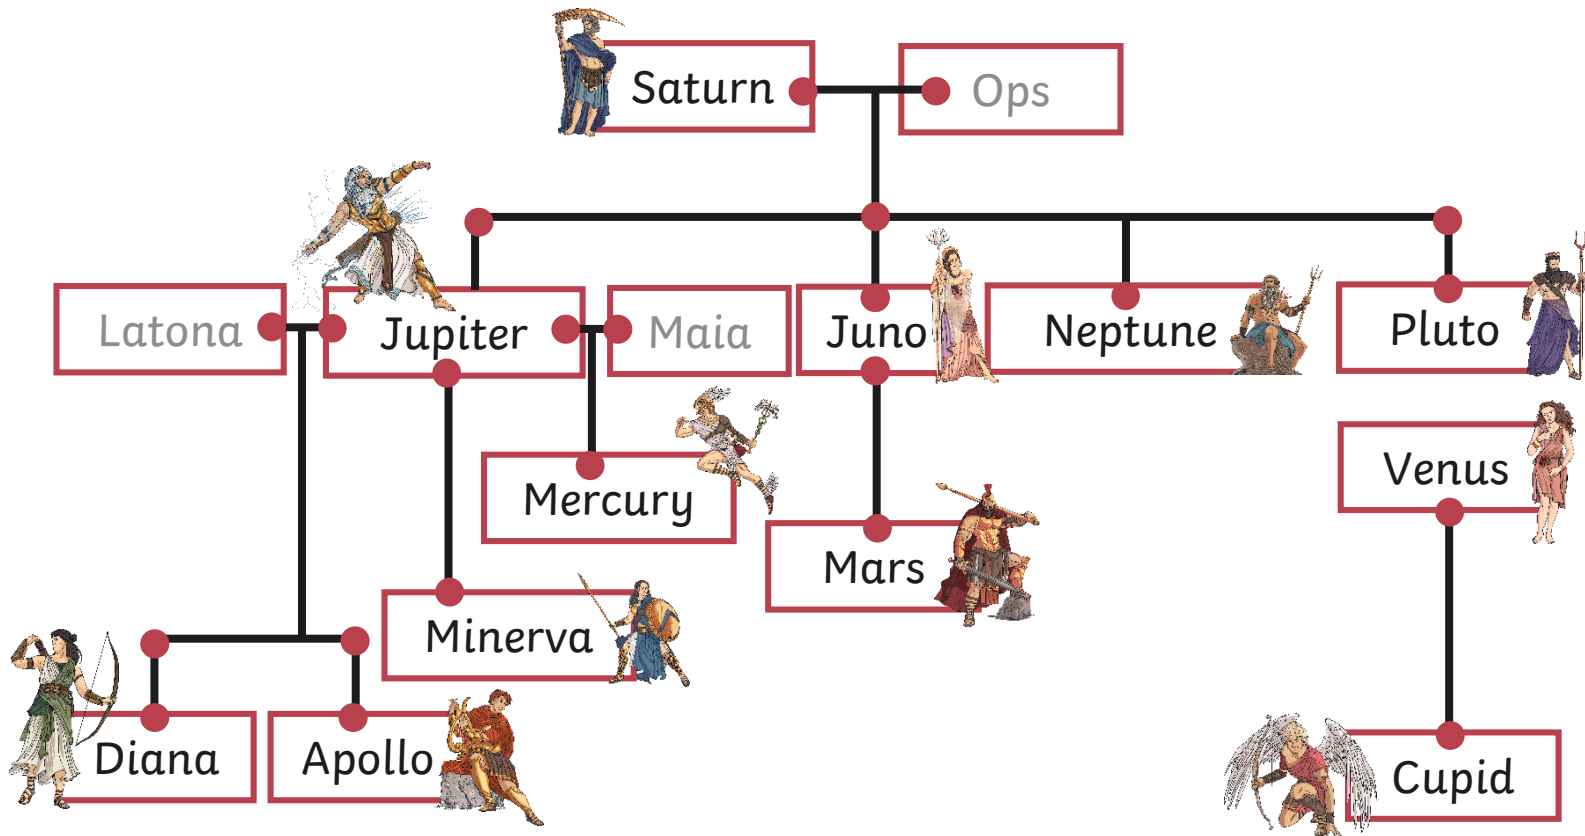 Saturn
Ops
Latona
Jupiter
Maia
Juno
Neptune
Pluto
Mercury
Venus
Mars
Minerva
Diana
Apollo
Cupid